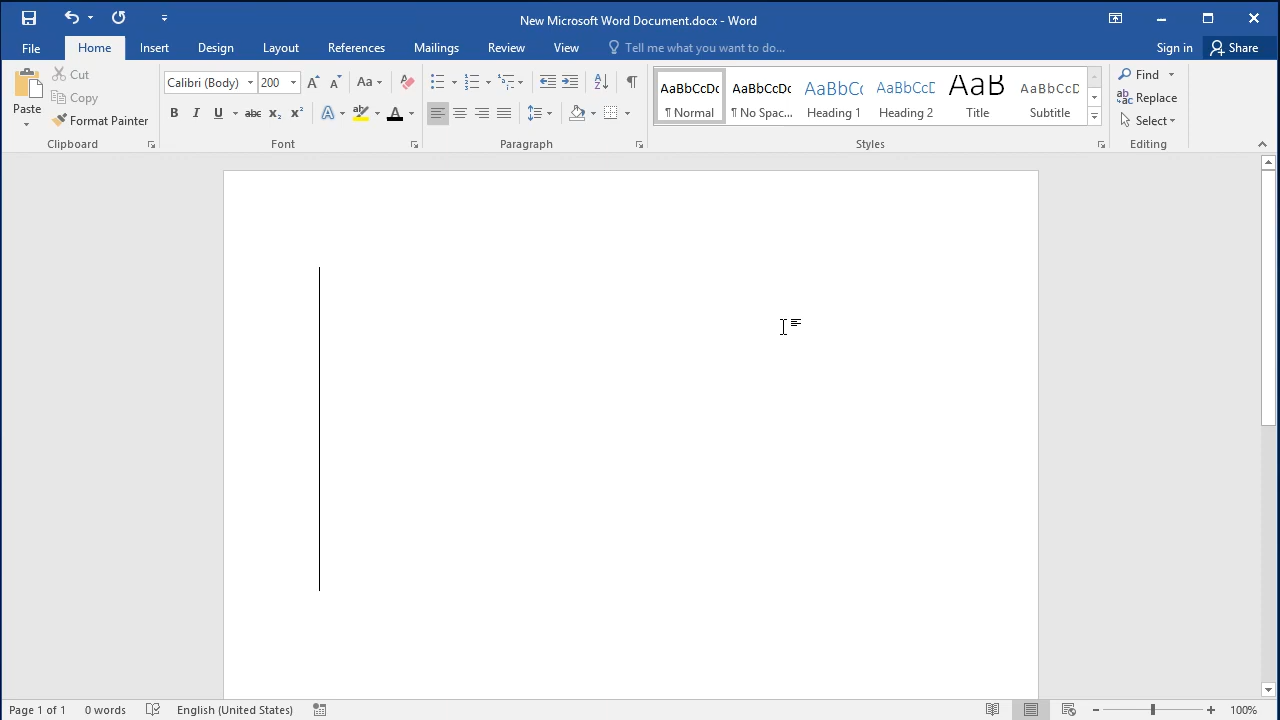 New Microsoft Word Document.docx - Word
File Home Insert Design Layout References Mailings Review View Tell me what you want to do... Sign in Share
Paste
Cut
Copy
Format Painter
Clipboard
Calibri (Body) 200 A A Aa
B I U abc x₂ x² A A
Font
Paragraph
AaBbCcDc AaBbCcDc AaBbCc AaBbCcD AaB AaBbCcD
¶ Normal ¶ No Spac... Heading 1 Heading 2 Title Subtitle
Styles
Find
Replace
Select
Editing
Page 1 of 1 0 words English (United States) 100%